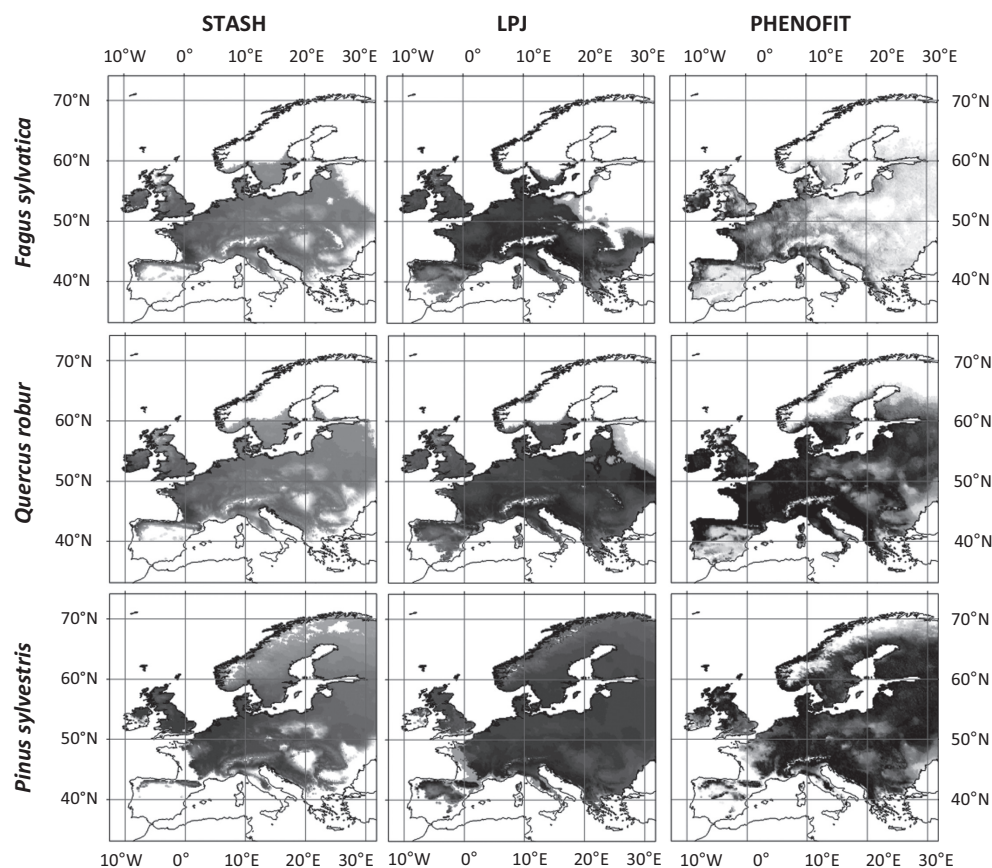 STASH LPJ PHENOFIT
10°W 0° 10°E 20°E 30°E 10°W 0° 10°E 20°E 30°E 10°W 0° 10°E 20°E 30°E
Fagus sylvatica
70°N 70°N
60°N 60°N
50°N 50°N
40°N 40°N
Quercus robur
70°N 70°N
60°N 60°N
50°N 50°N
40°N 40°N
Pinus sylvestris
70°N 70°N
60°N 60°N
50°N 50°N
40°N 40°N
10°W 0° 10°E 20°E 30°E 10°W 0° 10°E 20°E 30°E 10°W 0° 10°E 20°E 30°E